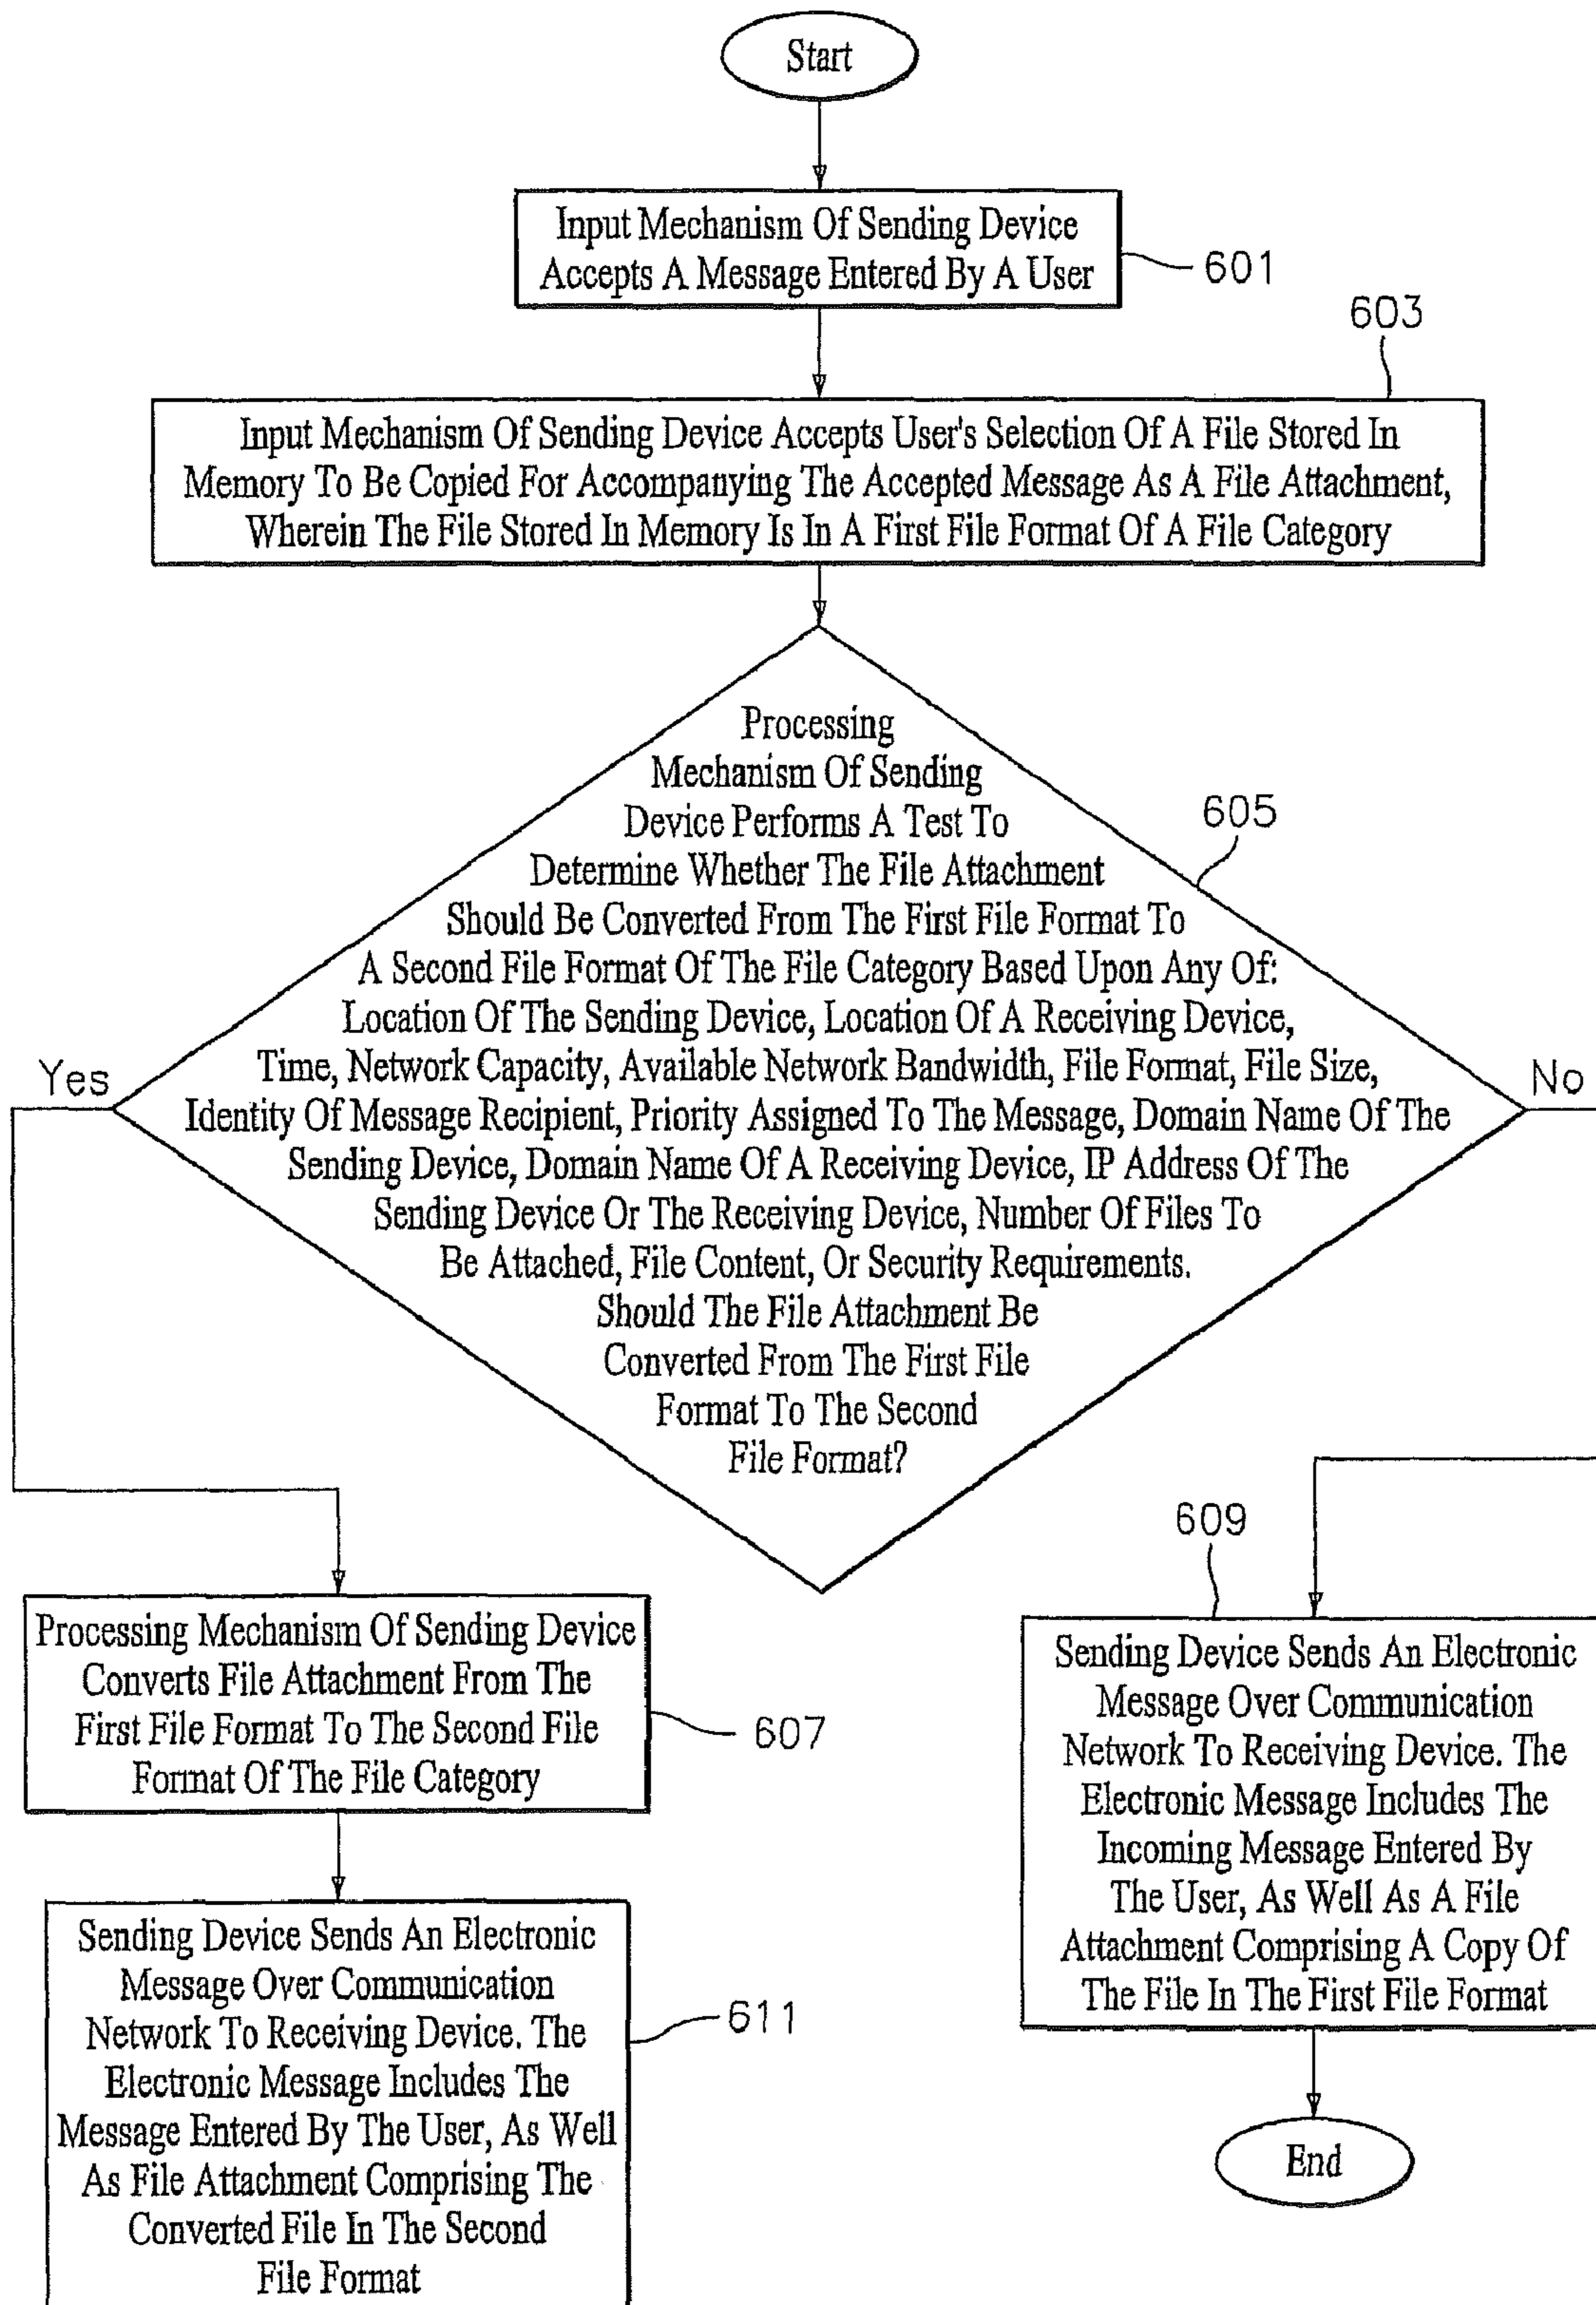 Start
Input Mechanism Of Sending Device
Accepts A Message Entered By A User
601
603
Input Mechanism Of Sending Device Accepts User's Selection Of A File Stored In
Memory To Be Copied For Accompanying The Accepted Message As A File Attachment,
Wherein The File Stored In Memory Is In A First File Format Of A File Category
Processing
Mechanism Of Sending
Device Performs A Test To
Determine Whether The File Attachment
Should Be Converted From The First File Format To
A Second File Format Of The File Category Based Upon Any Of:
Location Of The Sending Device, Location Of A Receiving Device,
Time, Network Capacity, Available Network Bandwidth, File Format, File Size,
Identity Of Message Recipient, Priority Assigned To The Message, Domain Name Of The
Sending Device, Domain Name Of A Receiving Device, IP Address Of The
Sending Device Or The Receiving Device, Number Of Files To
Be Attached, File Content, Or Security Requirements.
Should The File Attachment Be
Converted From The First File
Format To The Second
File Format?
605
Yes
No
Processing Mechanism Of Sending Device
Converts File Attachment From The
First File Format To The Second File
Format Of The File Category
607
Sending Device Sends An Electronic
Message Over Communication
Network To Receiving Device. The
Electronic Message Includes The
Message Entered By The User, As Well
As File Attachment Comprising The
Converted File In The Second
File Format
611
609
Sending Device Sends An Electronic
Message Over Communication
Network To Receiving Device. The
Electronic Message Includes The
Incoming Message Entered By
The User, As Well As A File
Attachment Comprising A Copy Of
The File In The First File Format
End